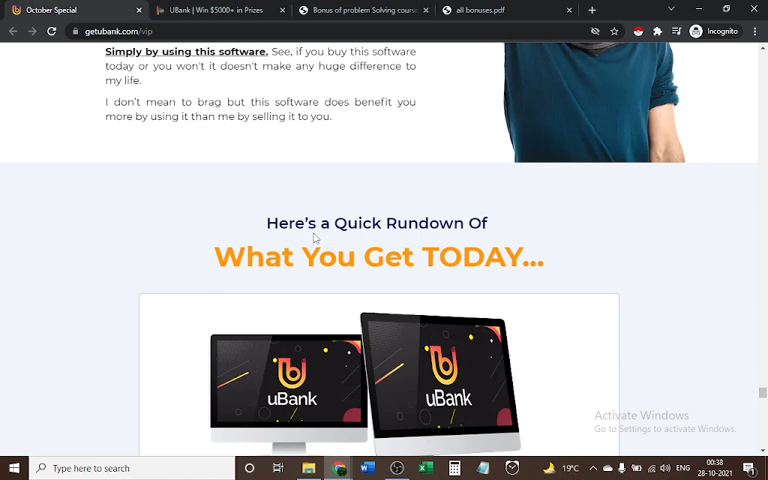 October Special
UBank | Win $5000+ in Prizes
Bonus of problem Solving course
all bonuses.pdf
getubank.com/vip
Incognito
Simply by using this software. See, if you buy this software
today or you won't it doesn't make any huge difference to
my life.
I don't mean to brag but this software does benefit you
more by using it than me by selling it to you.
Here's a Quick Rundown Of
What You Get TODAY...
uBank
uBank
Activate Windows
Go to Settings to activate Windows.
Type here to search
19°C
ENG
00:38
28-10-2021